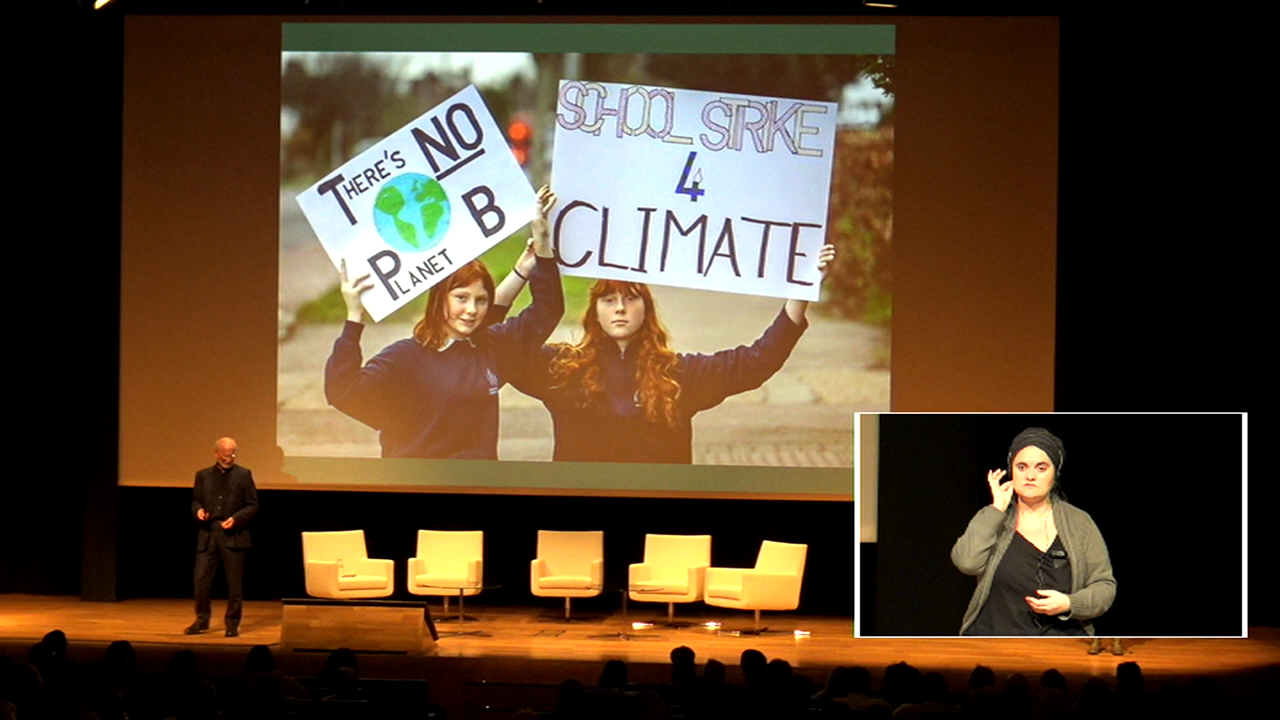 THERE'S NO
PLANET B
SCHOOL STRIKE
4
CLIMATE